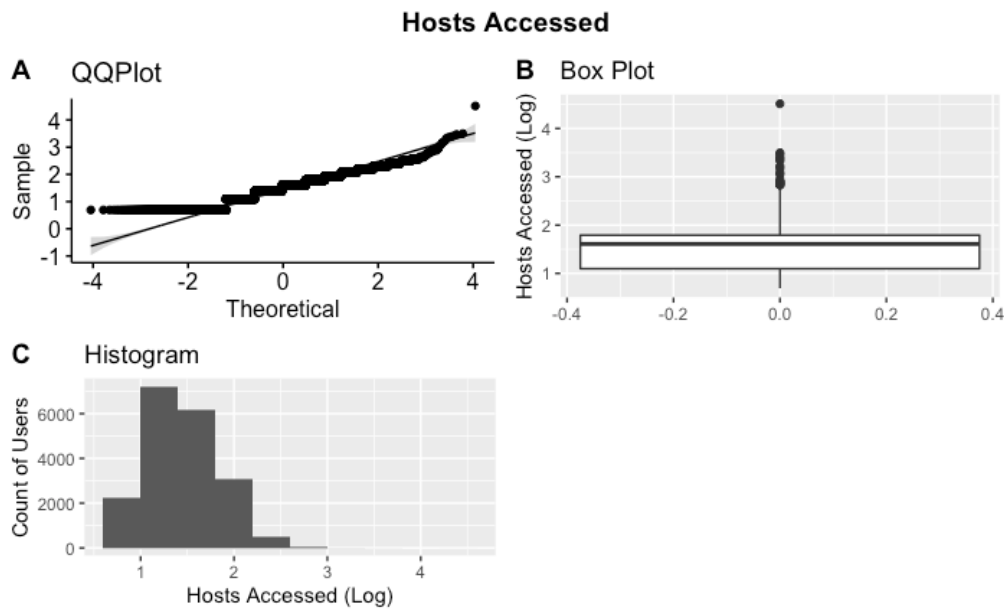 Hosts Accessed
A QQPlot
4
3
2
1
0
-1
Sample
-4 -2 0 2 4
Theoretical
B Box Plot
4
3
2
1
Hosts Accessed (Log)
-0.4 -0.2 0.0 0.2 0.4
C Histogram
6000
4000
2000
0
Count of Users
1 2 3 4
Hosts Accessed (Log)